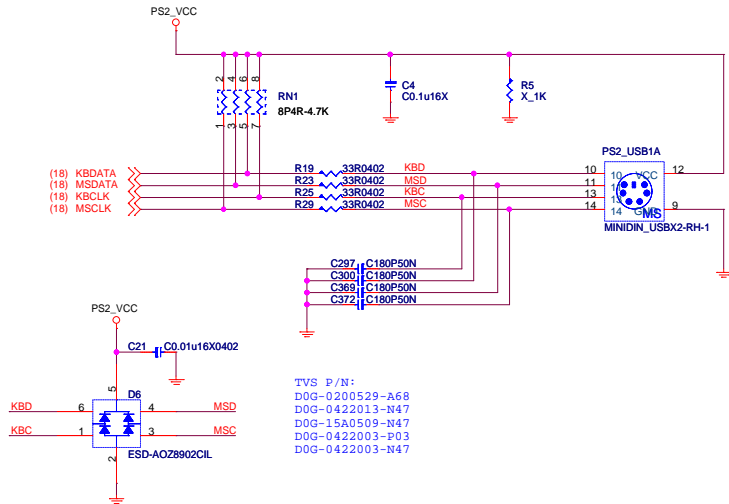 PS2_VCC
2 4 6 8
RN1
8P4R-4.7K
1 3 5 7
C4
C0.1u16X
R5
X_1K
PS2_USB1A
(18) KBDATA R19 33R0402 KBD 10 10 VCC 12
(18) MSDATA R23 33R0402 MSD 11 11
(18) KBCLK R25 33R0402 KBC 13 13
(18) MSCLK R29 33R0402 MSC 14 14 GND 9
MS
MINIDIN_USBX2-RH-1
C297 C180P50N
C300 C180P50N
C369 C180P50N
C372 C180P50N
PS2_VCC
C21 C0.01u16X0402
5
D6
KBD 6 4 MSD
KBC 1 3 MSC
2
ESD-AOZ8902CIL
TVS P/N:
D0G-0200529-A68
D0G-0422013-N47
D0G-15A0509-N47
D0G-0422003-P03
D0G-0422003-N47